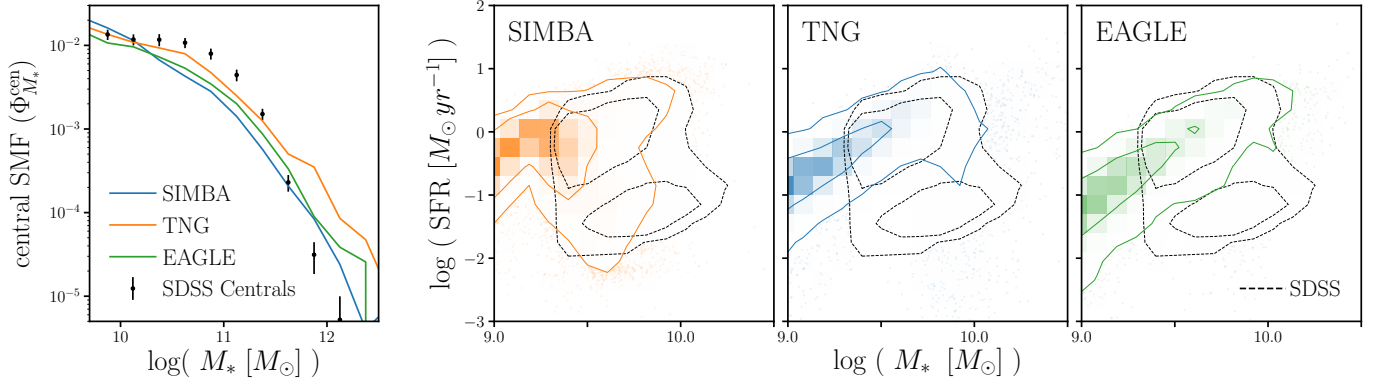 central SMF (Φ^cen_M*)
10⁻²
10⁻³
10⁻⁴
10⁻⁵
SIMBA
TNG
EAGLE
SDSS Centrals
10 11 12
log( M* [M⊙] )
log ( SFR [M⊙ yr⁻¹] )
2
1
0
−1
−2
−3
SIMBA
TNG
EAGLE
SDSS
9.0 10.0 9.0 10.0 9.0 10.0
log ( M* [M⊙] )